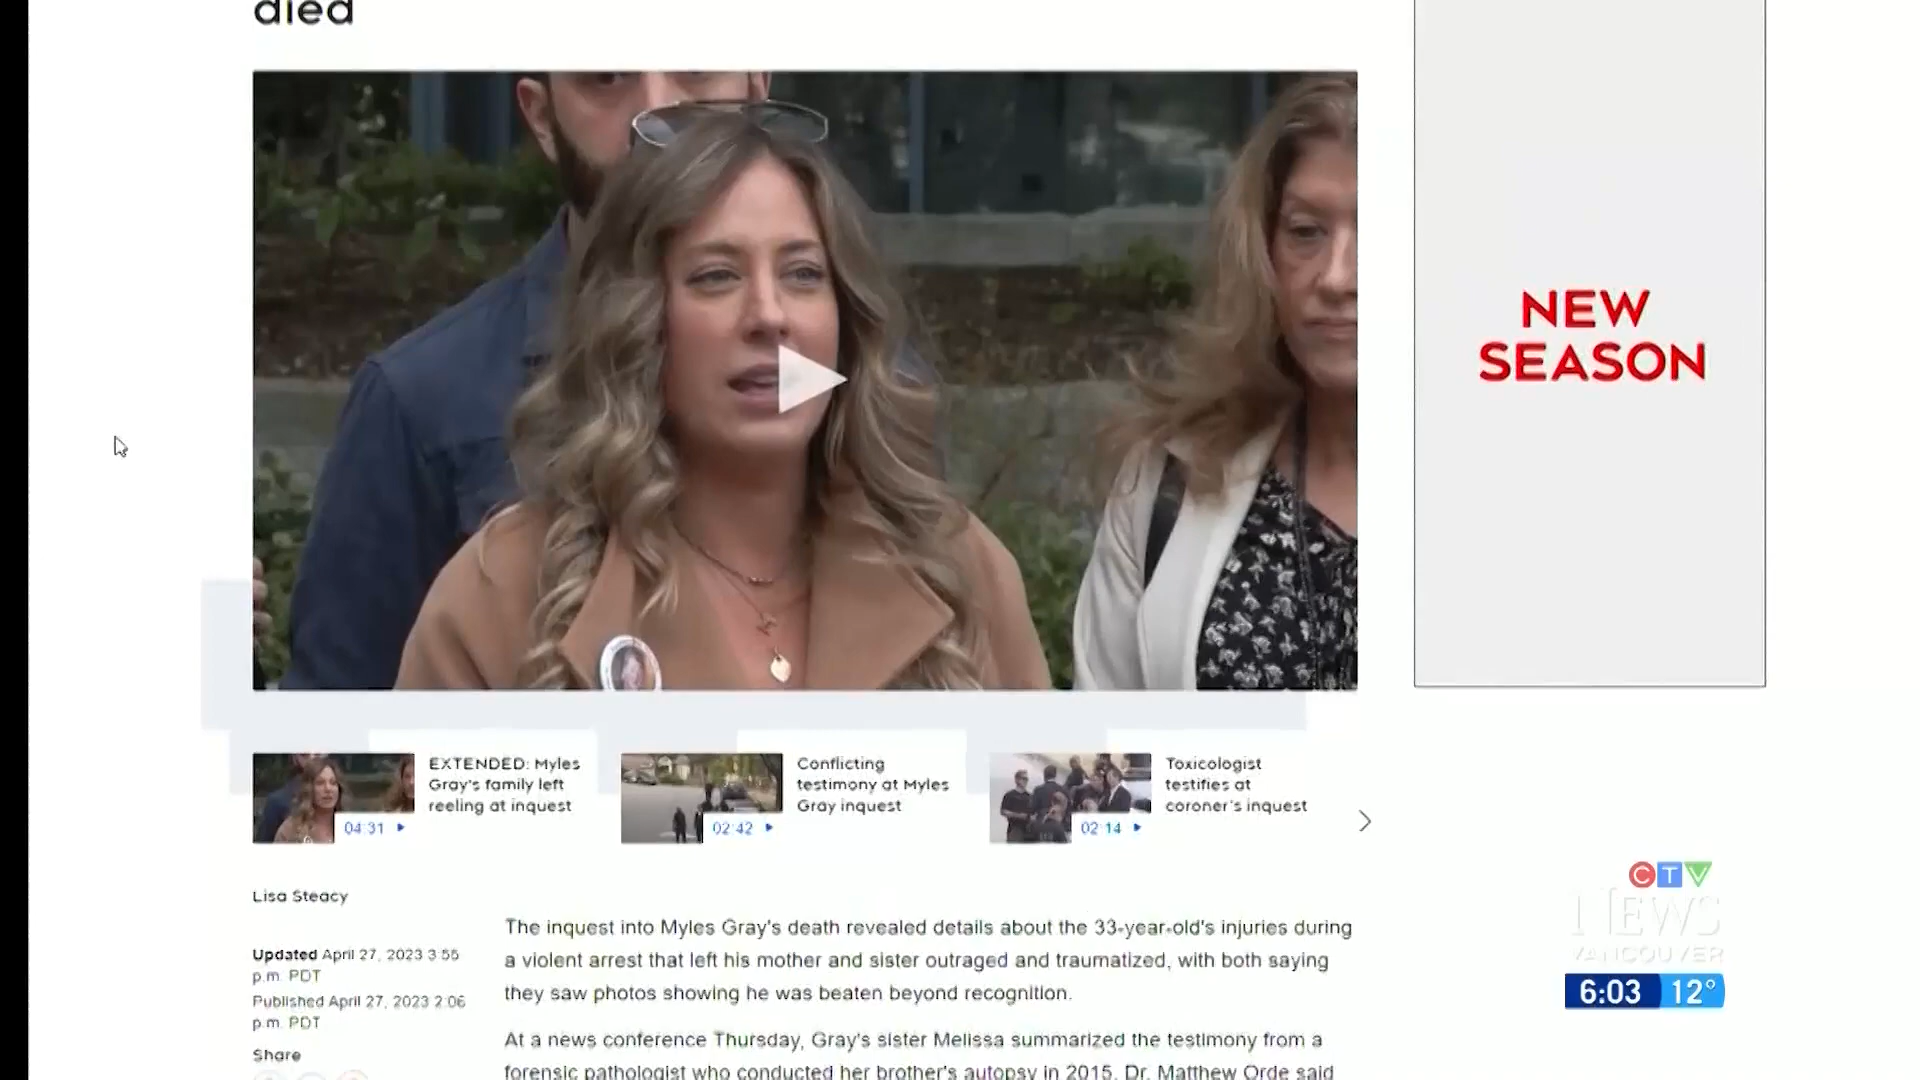 died
NEW
SEASON
EXTENDED: Myles
Gray's family left
reeling at inquest
04:31
Conflicting
testimony at Myles
Gray inquest
02:42
Toxicologist
testifies at
coroner's inquest
02:14
Lisa Steacy
Updated April 27, 2023 3:55
p.m. PDT
Published April 27, 2023 2:06
p.m. PDT
Share
The inquest into Myles Gray's death revealed details about the 33-year-old's injuries during
a violent arrest that left his mother and sister outraged and traumatized, with both saying
they saw photos showing he was beaten beyond recognition.
At a news conference Thursday, Gray's sister Melissa summarized the testimony from a
forensic pathologist who conducted her brother's autopsy in 2015. Dr. Matthew Orde said
CTV
NEWS
VANCOUVER
6:03 12°